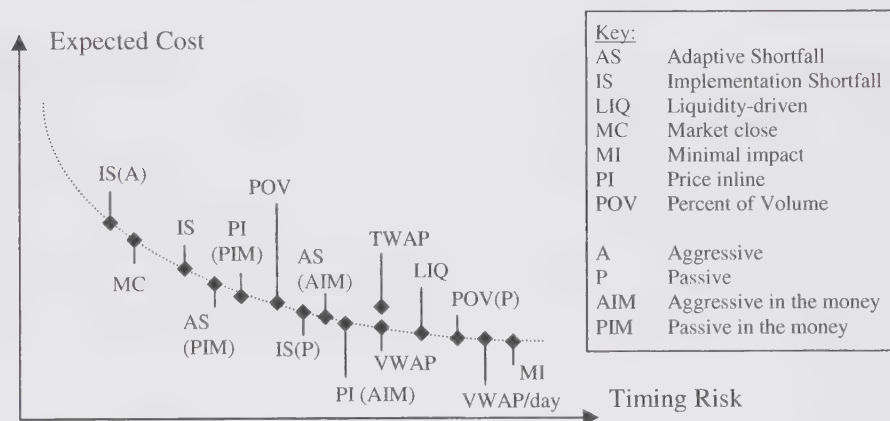 Expected Cost
IS(A)
MC
IS
AS
(PIM)
PI
(PIM)
POV
IS(P)
AS
(AIM)
PI (AIM)
TWAP
VWAP
LIQ
POV(P)
VWAP/day
MI
Timing Risk
Key:
AS Adaptive Shortfall
IS Implementation Shortfall
LIQ Liquidity-driven
MC Market close
MI Minimal impact
PI Price inline
POV Percent of Volume
A Aggressive
P Passive
AIM Aggressive in the money
PIM Passive in the money